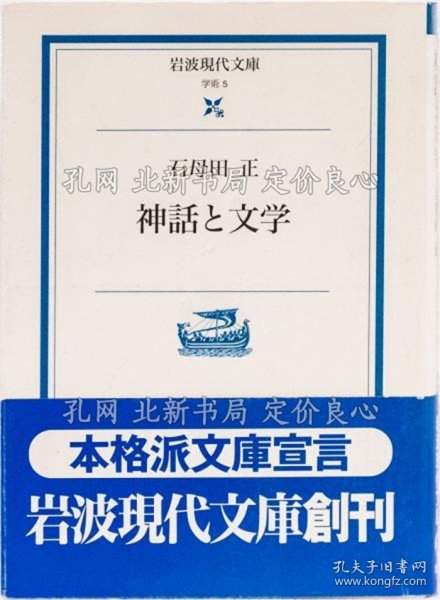 岩波現代文庫
学術 5
石母田 正
孔网 北新书局 定价良心
神話と文学
孔网 北新书局 定价良心
本格派文庫宣言
岩波現代文庫創刊
孔夫子旧书网
www.kongfz.com